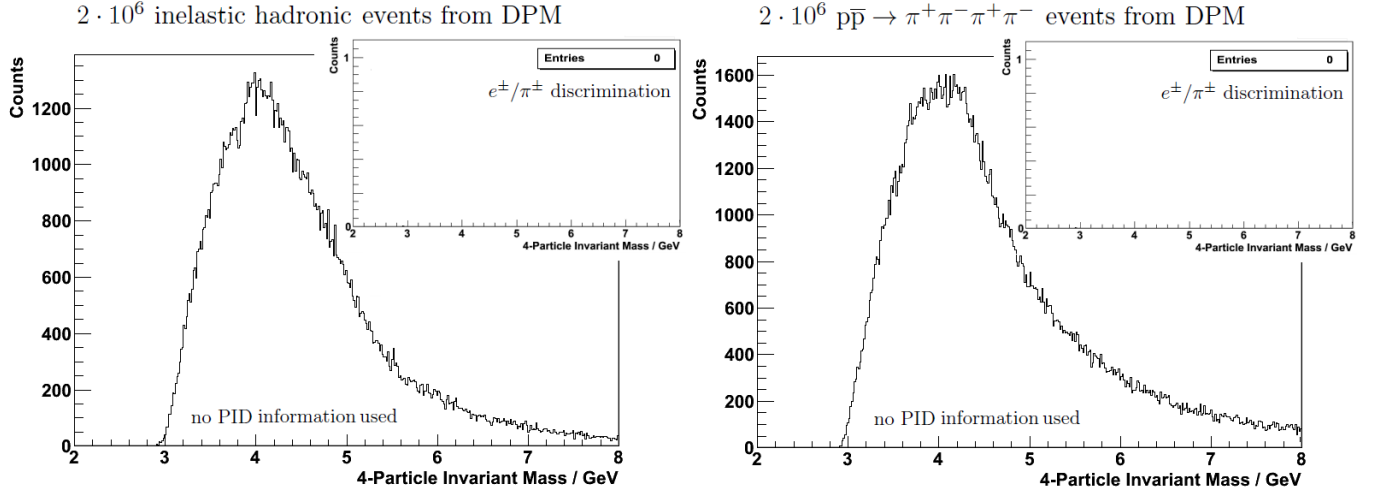 2 · 10⁶ inelastic hadronic events from DPM
Counts
1200
1000
800
600
400
200
0
2 3 4 5 6 7 8
4-Particle Invariant Mass / GeV
no PID information used
Counts
1
0
Entries 0
e±/π± discrimination
2 3 4 5 6 7 8
4-Particle Invariant Mass / GeV
2 · 10⁶ pp̅ → π⁺π⁻π⁺π⁻ events from DPM
Counts
1600
1400
1200
1000
800
600
400
200
0
2 3 4 5 6 7 8
4-Particle Invariant Mass / GeV
no PID information used
Counts
1
0
Entries 0
e±/π± discrimination
2 3 4 5 6 7 8
4-Particle Invariant Mass / GeV